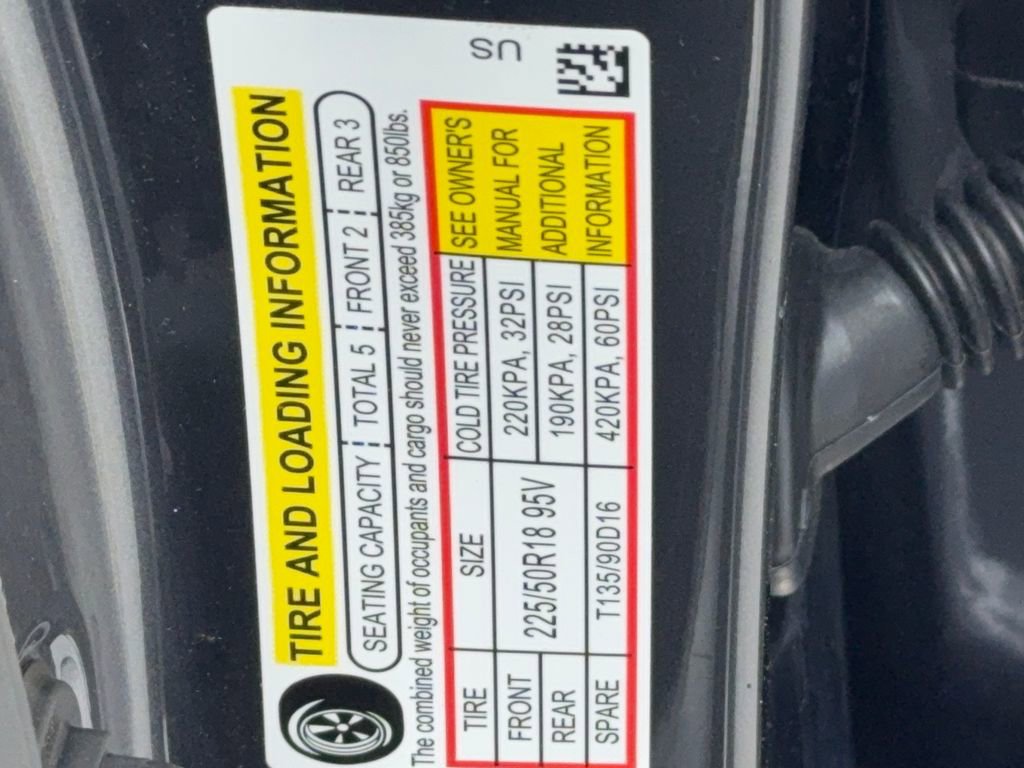 TIRE AND LOADING INFORMATION
SEATING CAPACITY TOTAL 5 FRONT 2 REAR 3
The combined weight of occupants and cargo should never exceed 385kg or 850lbs.
TIRE SIZE COLD TIRE PRESSURE SEE OWNER'S
FRONT 225/50R18 95V 220KPA, 32PSI MANUAL FOR
REAR 190KPA, 28PSI ADDITIONAL
SPARE T135/90D16 420KPA, 60PSI INFORMATION
US